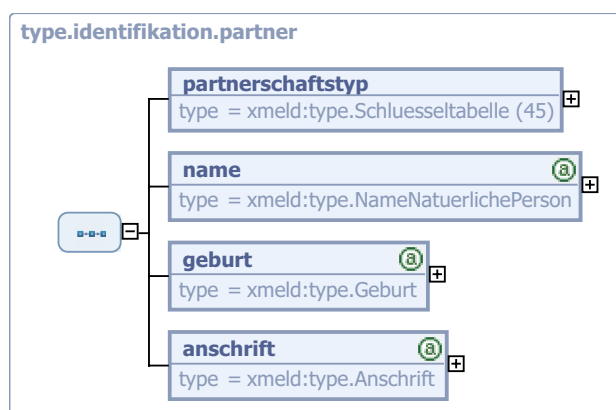 type.identifikation.partner
partnerschaftstyp
type = xmeld:type.Schluesseltabelle (45)
name
a
type = xmeld:type.NameNatuerlichePerson
geburt
a
type = xmeld:type.Geburt
anschrift
a
type = xmeld:type.Anschrift